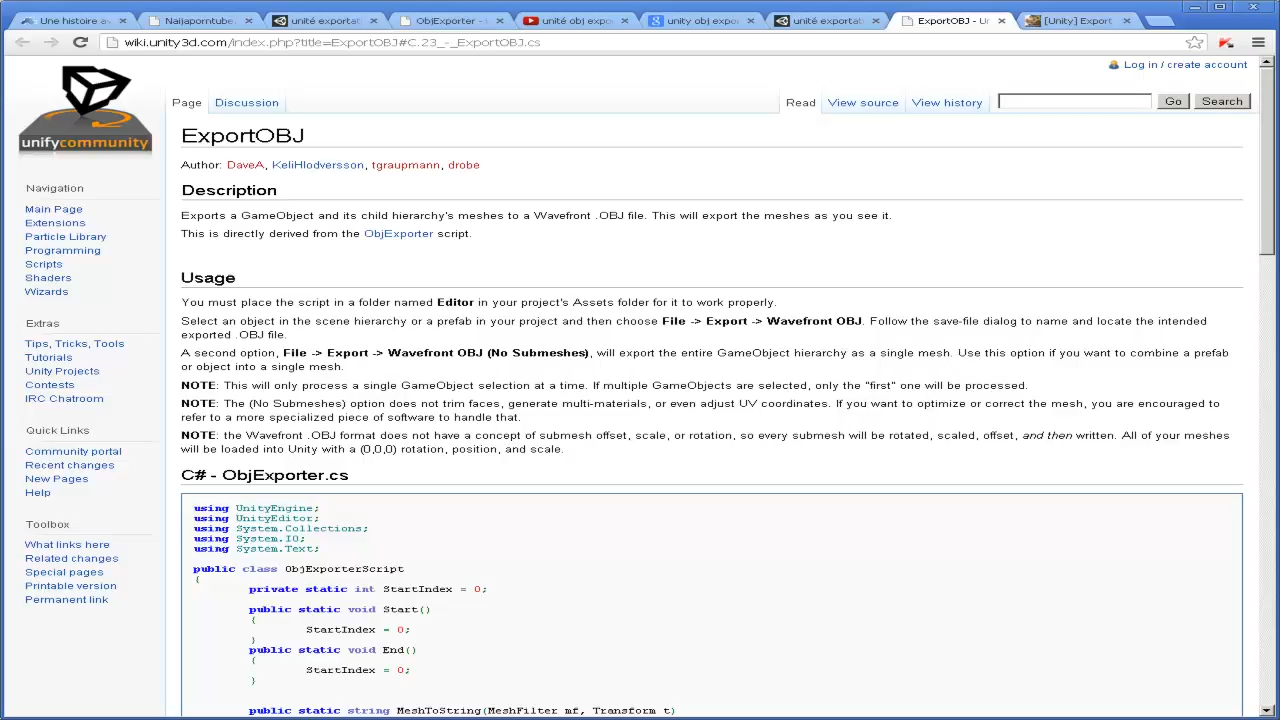 Une histoire av
Naijaporntube.
unité exportat
ObjExporter -
unité obj expo
unity obj expor
unité exportat
ExportOBJ - Un
[Unity] Export
wiki.unity3d.com/index.php?title=ExportOBJ#C.23_-_ExportOBJ.cs
Log in / create account
Page
Discussion
Read
View source
View history
Go
Search
unifycommunity
ExportOBJ
Author: DaveA, KeliHlodversson, tgraupmann, drobe
Description
Exports a GameObject and its child hierarchy's meshes to a Wavefront .OBJ file. This will export the meshes as you see it.
This is directly derived from the ObjExporter script.
Usage
You must place the script in a folder named Editor in your project's Assets folder for it to work properly.
Select an object in the scene hierarchy or a prefab in your project and then choose File -> Export -> Wavefront OBJ. Follow the save-file dialog to name and locate the intended
exported .OBJ file.
A second option, File -> Export -> Wavefront OBJ (No Submeshes), will export the entire GameObject hierarchy as a single mesh. Use this option if you want to combine a prefab
or object into a single mesh.
NOTE: This will only process a single GameObject selection at a time. If multiple GameObjects are selected, only the "first" one will be processed.
NOTE: The (No Submeshes) option does not trim faces, generate multi-materials, or even adjust UV coordinates. If you want to optimize or correct the mesh, you are encouraged to
refer to a more specialized piece of software to handle that.
NOTE: the Wavefront .OBJ format does not have a concept of submesh offset, scale, or rotation, so every submesh will be rotated, scaled, offset, and then written. All of your meshes
will be loaded into Unity with a (0,0,0) rotation, position, and scale.
C# - ObjExporter.cs
using UnityEngine;
using UnityEditor;
using System.Collections;
using System.IO;
using System.Text;
public class ObjExporterScript
{
private static int StartIndex = 0;
public static void Start()
{
StartIndex = 0;
}
public static void End()
{
StartIndex = 0;
}
public static string MeshToString(MeshFilter mf, Transform t)
Navigation
Main Page
Extensions
Particle Library
Programming
Scripts
Shaders
Wizards
Extras
Tips, Tricks, Tools
Tutorials
Unity Projects
Contests
IRC Chatroom
Quick Links
Community portal
Recent changes
New Pages
Help
Toolbox
What links here
Related changes
Special pages
Printable version
Permanent link